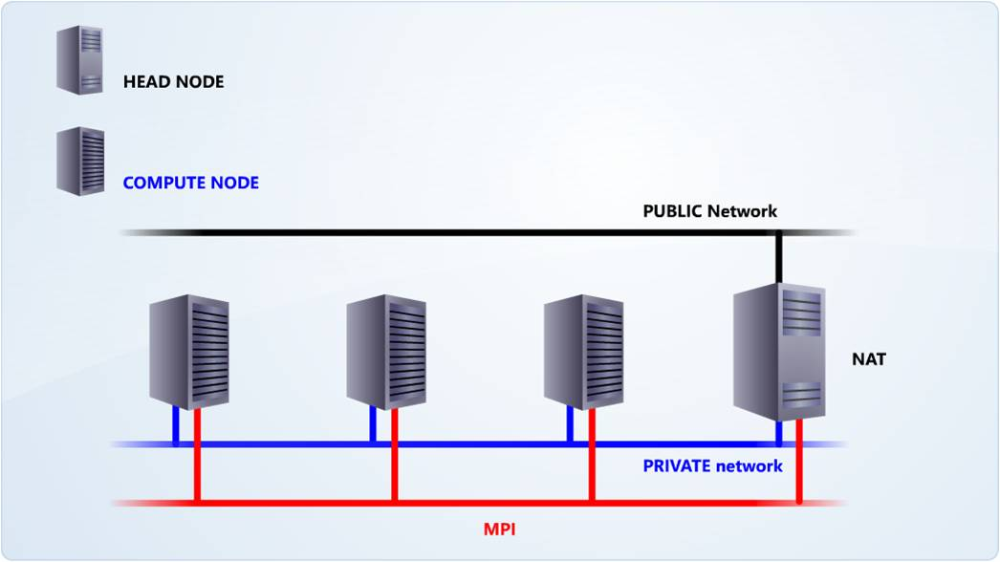 HEAD NODE
COMPUTE NODE
PUBLIC Network
NAT
PRIVATE network
MPI